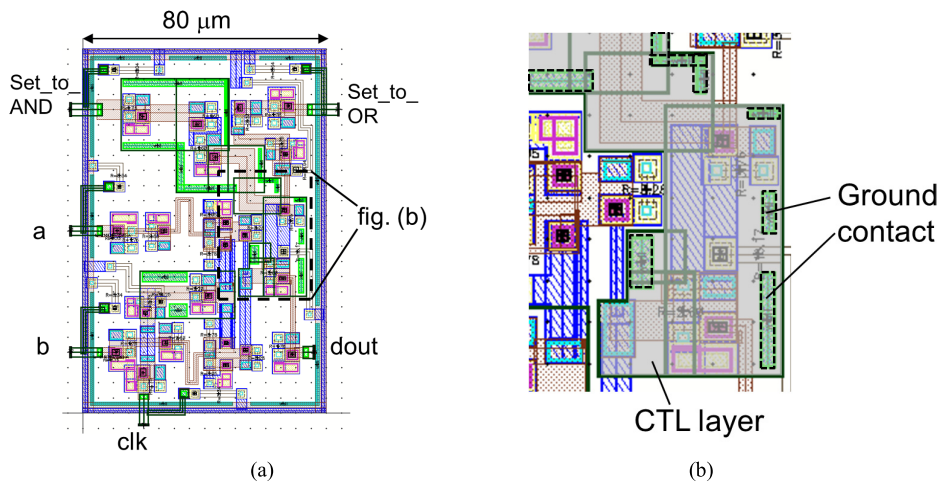 80 μm
Set_to_
AND
Set_to_
OR
a
fig. (b)
b
dout
clk
(a)
Ground
contact
CTL layer
(b)